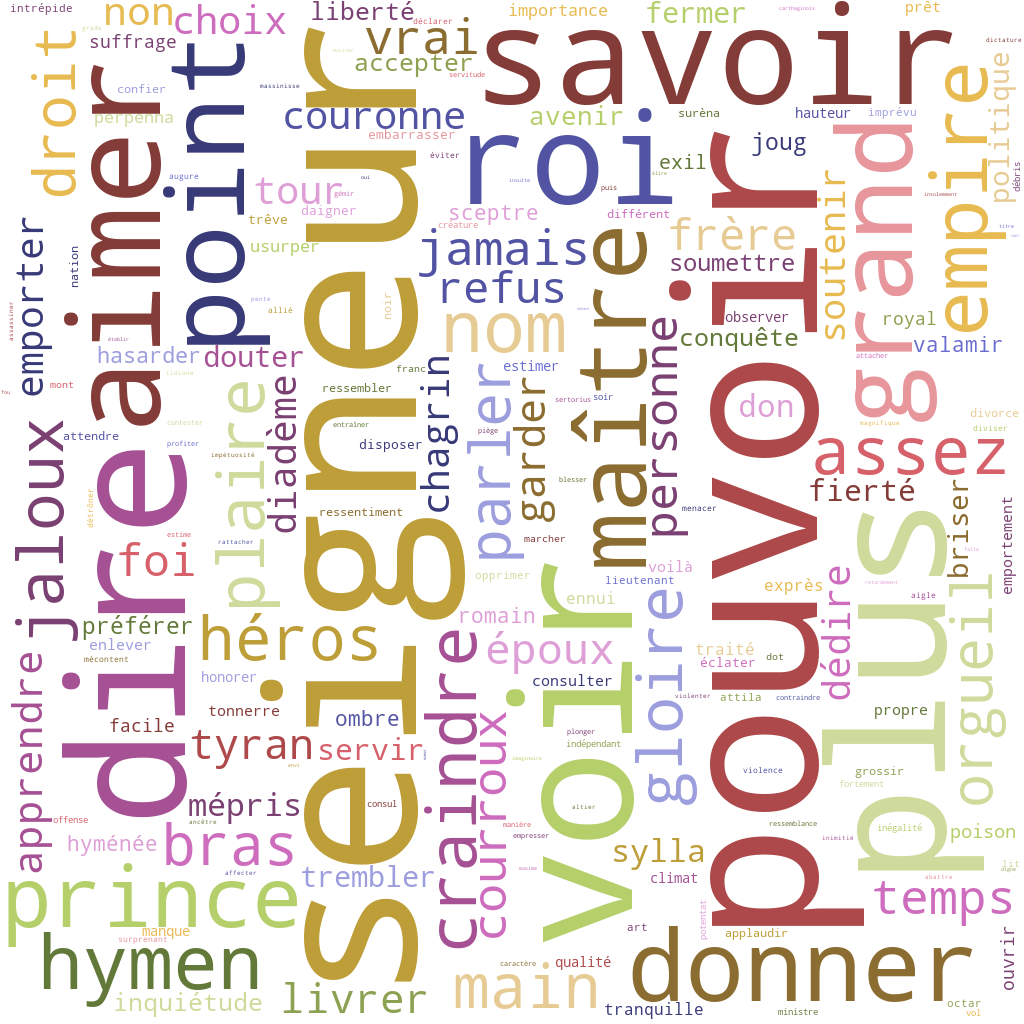 intrépide
non
choix
liberté
déclarer
importance
carthaginois
fermer
prêt
suffrage
vrai
accepter
savoir
dictature
droit
aimer
point
seigneur
confier
massinisse
servitude
perpenna
couronne
avenir
suréna
hauteur
imprévu
politique
empire
grand
pouvoir
roi
embarrasser
joug
éviter
exil
débris
augure
oui
tour
gémir
insulte
puis
élire
insolemment
daigner
sceptre
différent
trêve
créature
usurper
jamais
frère
soutenir
titre
emporter
nation
maître
soumettre
refus
noir
pente
allié
nom
observer
royal
assassiner
établir
conquête
valamir
hasarder
douter
attacher
personne
chagrin
franc
estimer
parler
garder
mont
plaire
diadème
ressembler
sertorius
soir
don
divorce
diviser
magnifique
jaloux
dire
attendre
contester
profiter
entraîner
disposer
piège
assez
impétuosité
blesser
fierté
détrôner
ressentiment
menacer
briser
emportement
plus
estime
rattacher
marcher
foi
voilà
opprimer
lieutenant
exprès
retardement
voir
gloire
ennui
dédire
aigle
orgueil
préférer
héros
romain
époux
traité
éclater
dot
enlever
mécontent
apprendre
craindre
honorer
consulter
violenter
attila
contraindre
facile
tonnerre
ombre
courroux
propre
plonger
tyran
servir
indépendant
envi
violence
grossir
fortement
mépris
consul
altier
offense
ancêtre
manière
ressemblance
empresser
inimitié
inégalité
poison
hyménée
bras
sylla
lit
affecter
trembler
climat
abattre
prince
temps
potentat
manque
surprenant
art
applaudir
ouvrir
hymen
donner
caractère
qualité
inquiétude
livrer
main
tranquille
ministre
octar
vol